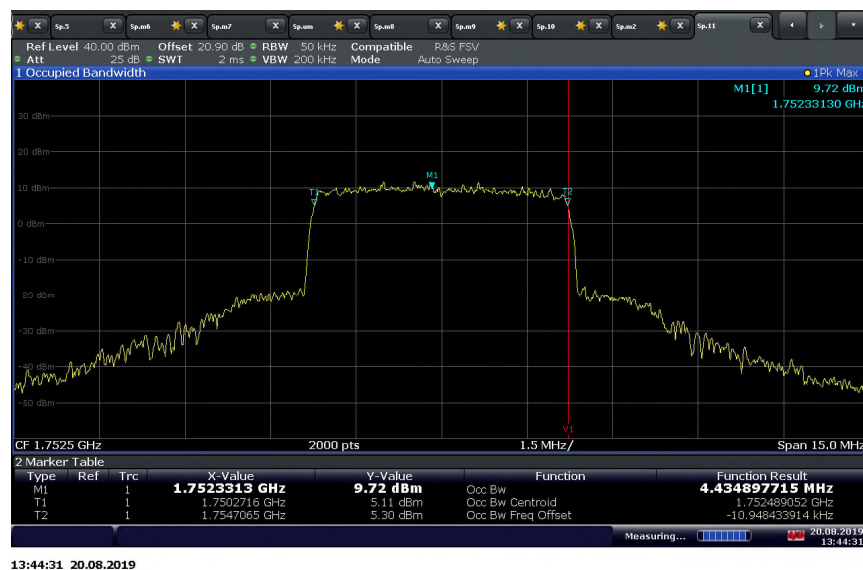 Sp.5 X Sp.m6 X Sp.m7 X Sp.um X Sp.m8 X Sp.m9 X Sp.10 X Sp.m2 X Sp.11 X
Ref Level 40.00 dBm Offset 20.90 dB RBW 50 kHz Compatible R&S FSV
Att 25 dB SWT 2 ms VBW 200 kHz Mode Auto Sweep
1 Occupied Bandwidth 1Pk Max
M1[1] 9.72 dBm
1.75233130 GHz
30 dBm
20 dBm
M1
10 dBm
T1 T2
0 dBm
-10 dBm
-20 dBm
-30 dBm
-40 dBm
-50 dBm
V1
CF 1.7525 GHz 2000 pts 1.5 MHz/ Span 15.0 MHz
2 Marker Table
Type Ref Trc X-Value Y-Value Function Function Result
M1 1 1.7523313 GHz 9.72 dBm Occ Bw 4.434897715 MHz
T1 1 1.7502716 GHz 5.11 dBm Occ Bw Centroid 1.752489052 GHz
T2 1 1.7547065 GHz 5.30 dBm Occ Bw Freq Offset -10.948433914 kHz
Measuring... 20.08.2019
13:44:31
13:44:31 20.08.2019